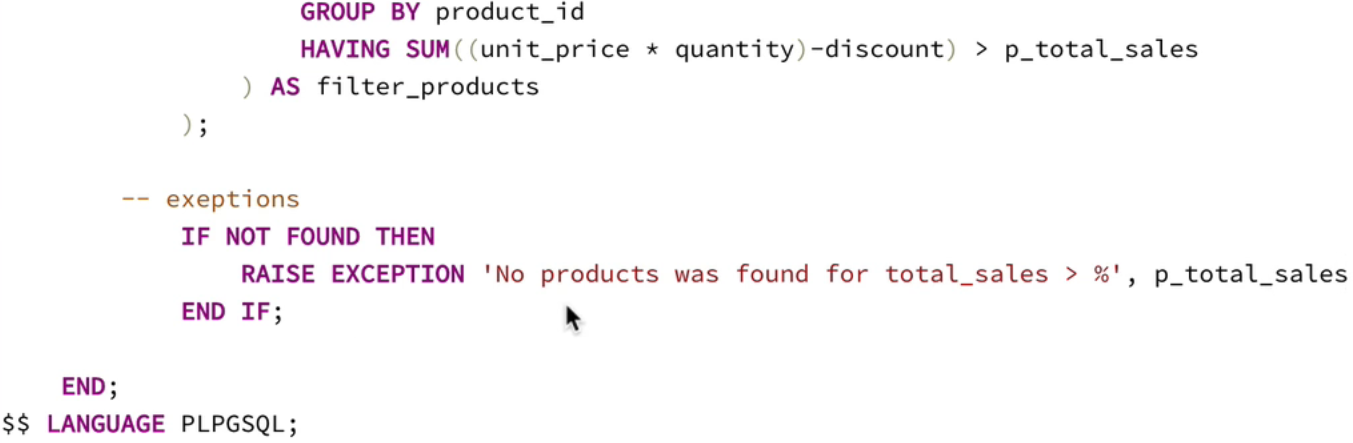 GROUP BY product_id
HAVING SUM((unit_price * quantity)-discount) > p_total_sales
) AS filter_products
);
-- exeptions
IF NOT FOUND THEN
RAISE EXCEPTION 'No products was found for total_sales > %', p_total_sales
END IF;
END;
$$ LANGUAGE PLPGSQL;